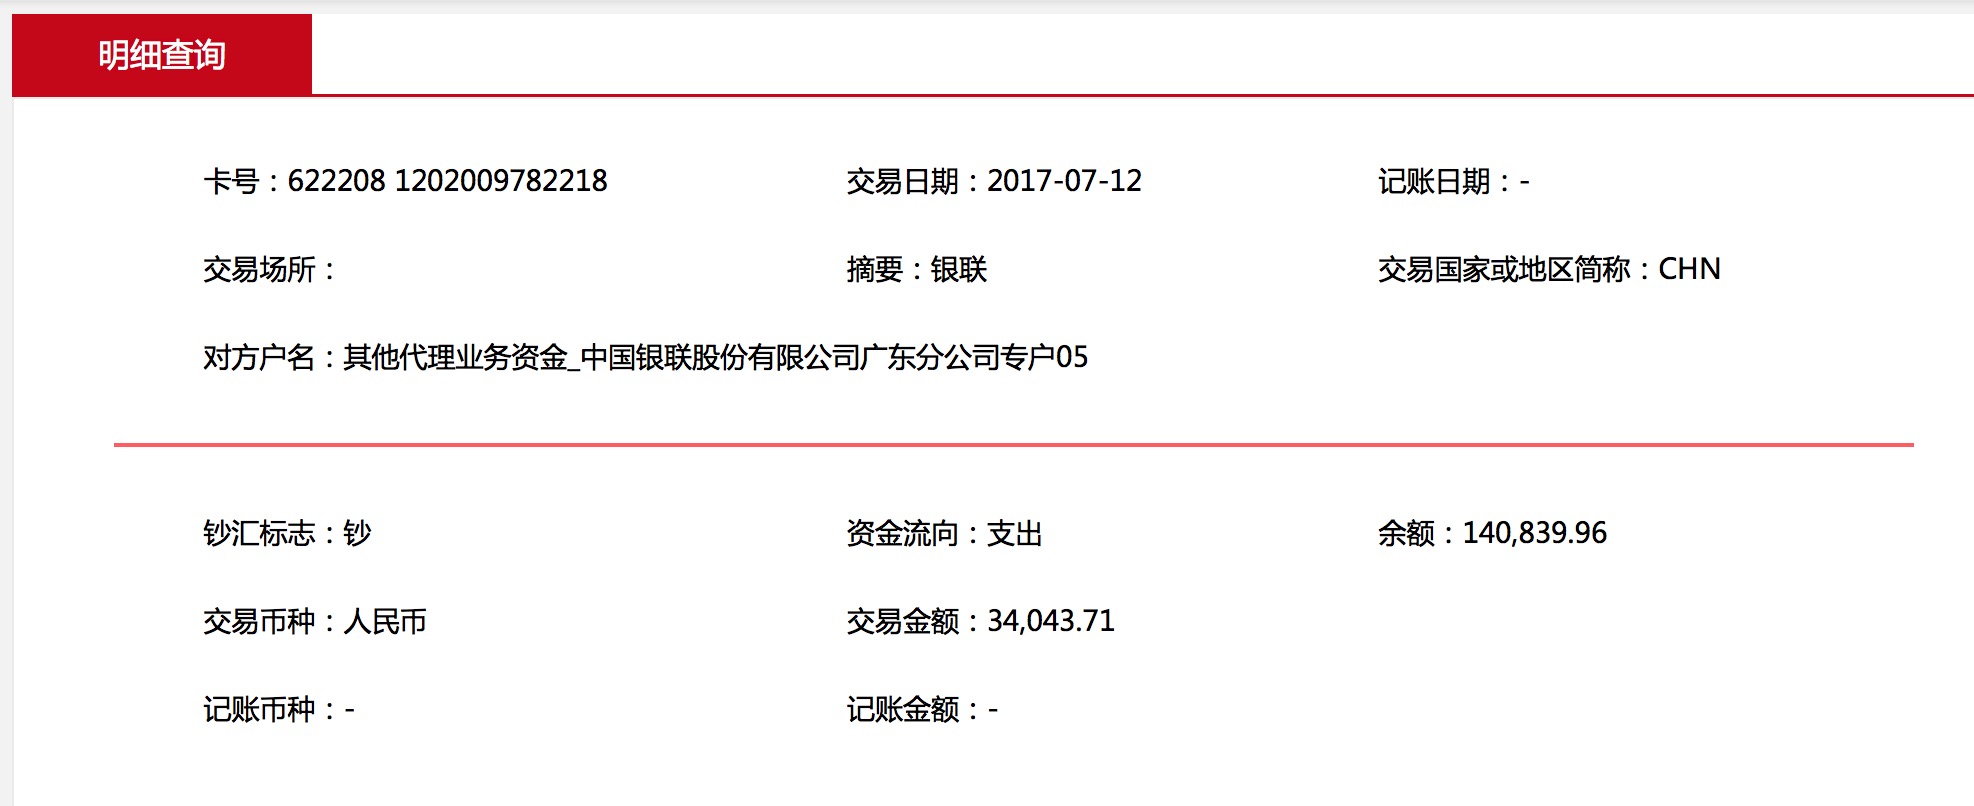 明细查询
卡号：622208 1202009782218 交易日期：2017-07-12 记账日期：-
交易场所： 摘要：银联 交易国家或地区简称：CHN
对方户名：其他代理业务资金_中国银联股份有限公司广东分公司专户05
钞汇标志：钞 资金流向：支出 余额：140,839.96
交易币种：人民币 交易金额：34,043.71
记账币种：- 记账金额：-